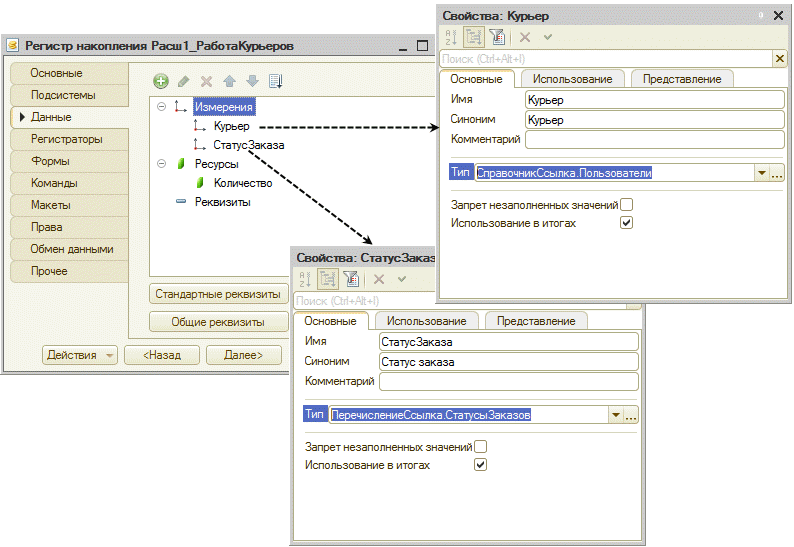 Регистр накопления Расш1_РаботаКурьеров
Основные
Подсистемы
Данные
Регистраторы
Формы
Команды
Макеты
Права
Обмен данными
Прочее
Измерения
Курьер
СтатусЗаказа
Ресурсы
Количество
Реквизиты
Стандартные реквизиты
Общие реквизиты
Действия
<Назад
Далее>
Свойства: Курьер
Поиск (Ctrl+Alt+I)
Основные Использование Представление
Имя Курьер
Синоним Курьер
Комментарий
Тип СправочникСсылка.Пользователи ...
Запрет незаполненных значений
Использование в итогах
Свойства: СтатусЗаказа
Поиск (Ctrl+Alt+I)
Основные Использование Представление
Имя СтатусЗаказа
Синоним Статус заказа
Комментарий
Тип ПеречислениеСсылка.СтатусыЗаказов ...
Запрет незаполненных значений
Использование в итогах